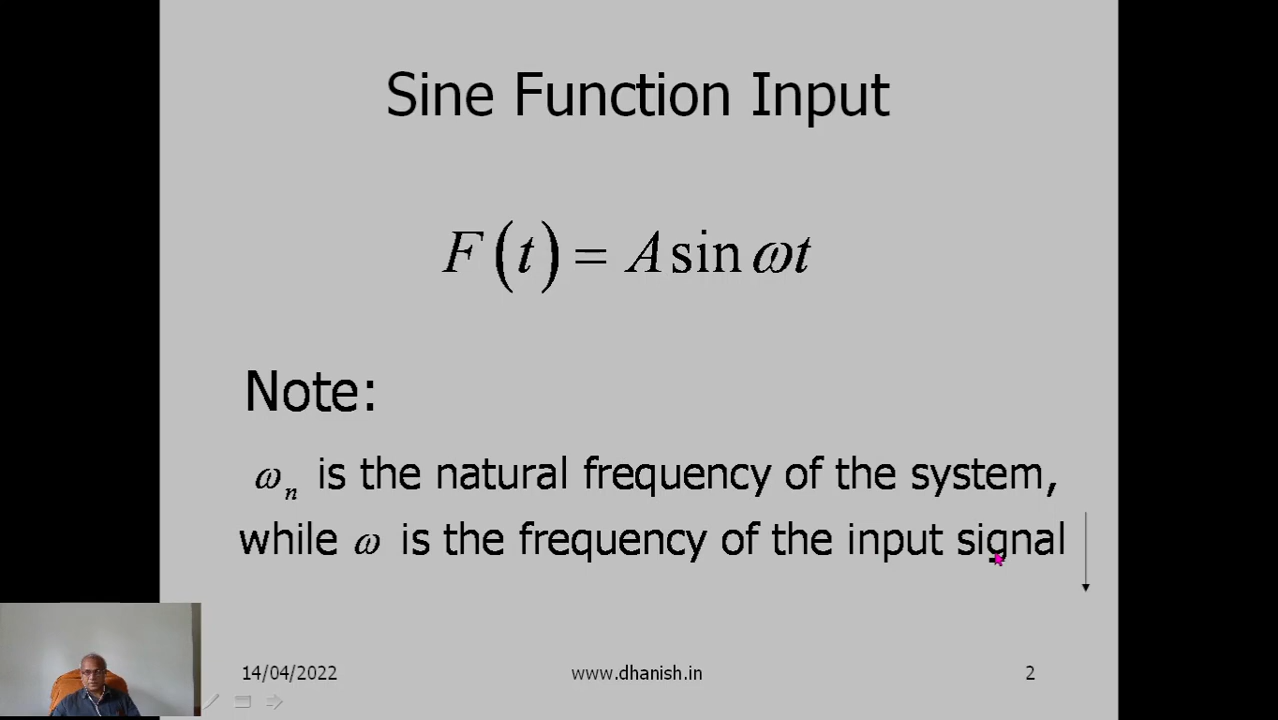 Sine Function Input
F(t) = A sin ωt
Note:
ωₙ is the natural frequency of the system,
while ω is the frequency of the input signal
14/04/2022 www.dhanish.in 2